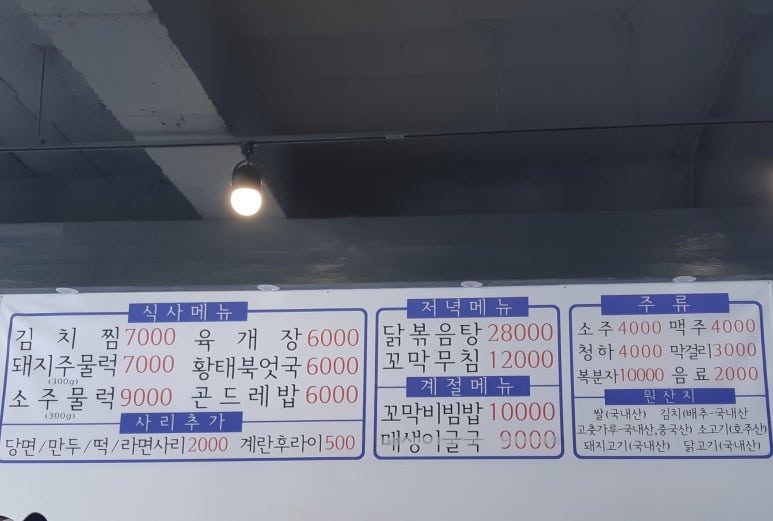 식사메뉴
김치찜 7000 육개장 6000
돼지주물럭 7000 황태북엇국 6000
(300g)
소주물럭 9000 곤드레밥 6000
(300g)
사리추가
당면/만두/떡/라면사리 2000 계란후라이 500
저녁메뉴
닭볶음탕 28000
꼬막무침 12000
계절메뉴
꼬막비빔밥 10000
매생이굴국 9000
주류
소주 4000 맥주 4000
청하 4000 막걸리 3000
복분자 10000 음료 2000
원산지
쌀(국내산) 김치(배추-국내산
고춧가루-국내산,중국산) 소고기(호주산)
돼지고기(국내산) 닭고기(국내산)